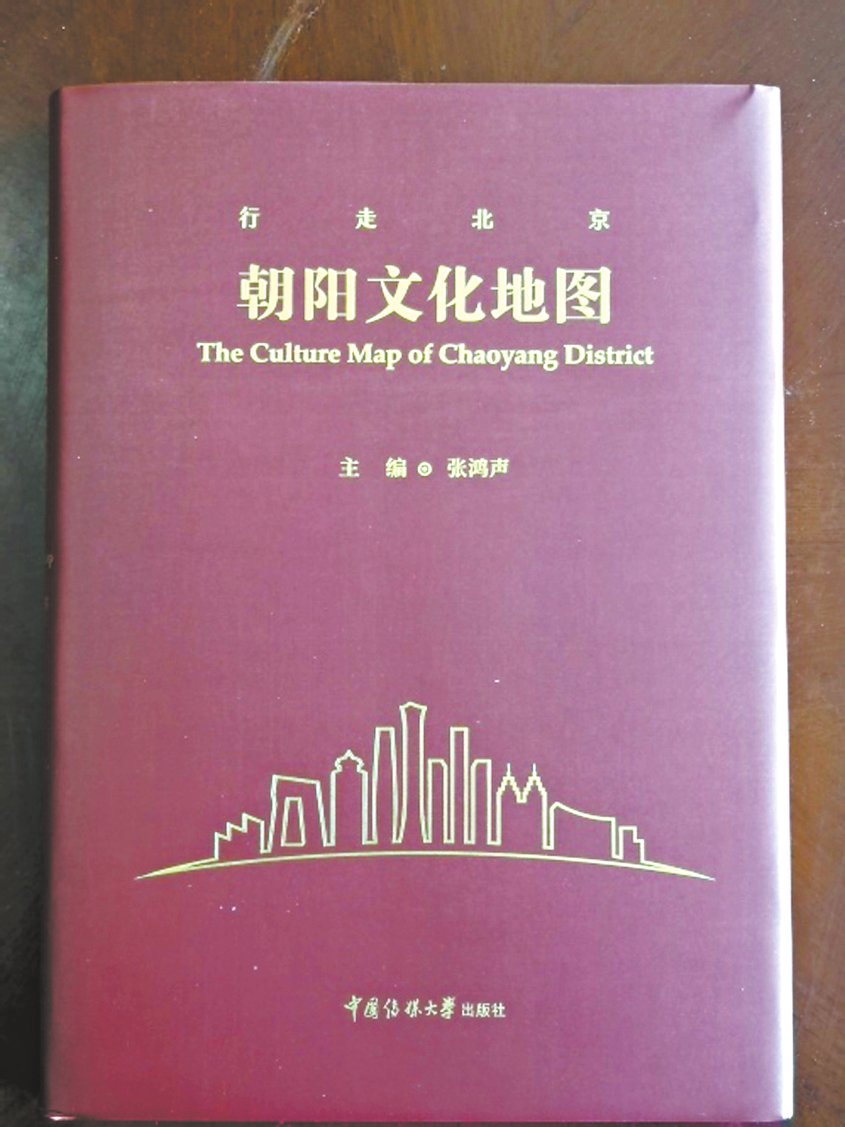 行走北京
朝阳文化地图
The Culture Map of Chaoyang District
主 编 ◎ 张鸿声
中国传媒大学出版社